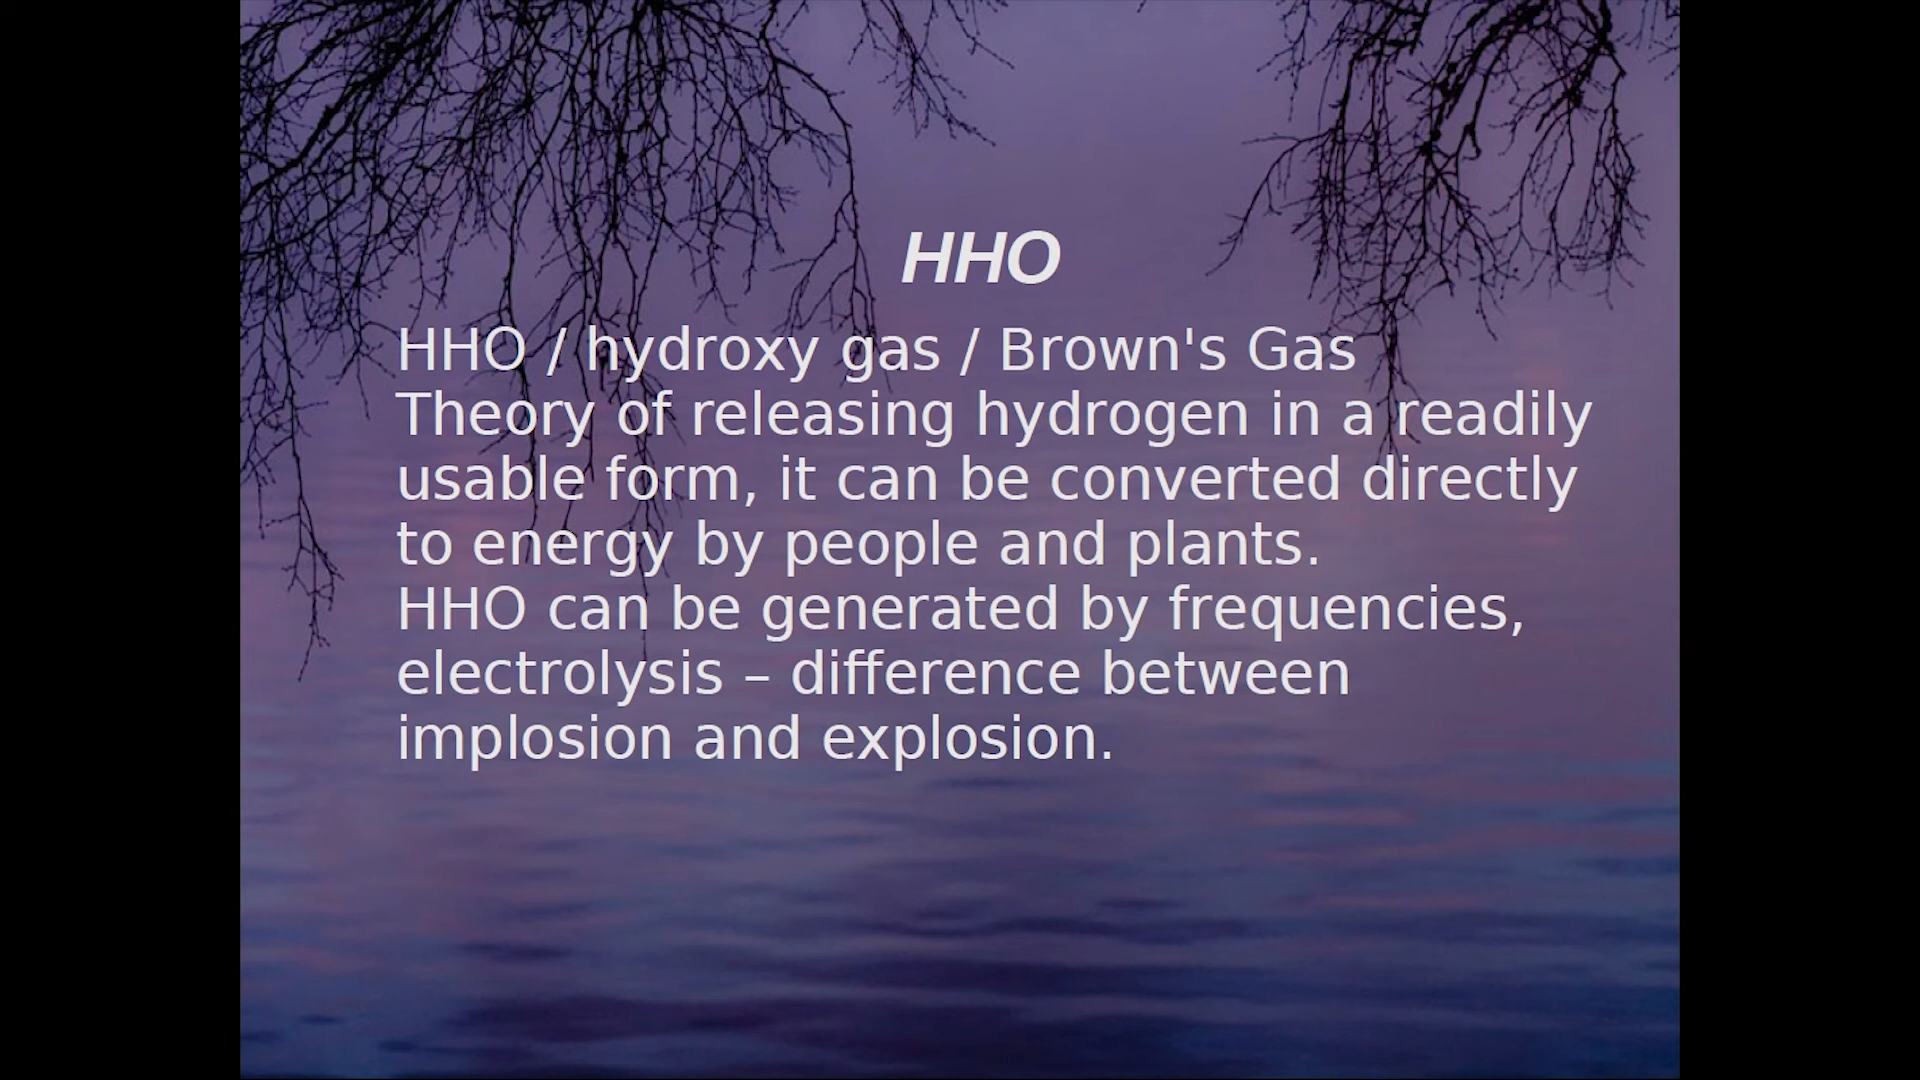 HHO
HHO / hydroxy gas / Brown's Gas
Theory of releasing hydrogen in a readily
usable form, it can be converted directly
to energy by people and plants.
HHO can be generated by frequencies,
electrolysis – difference between
implosion and explosion.